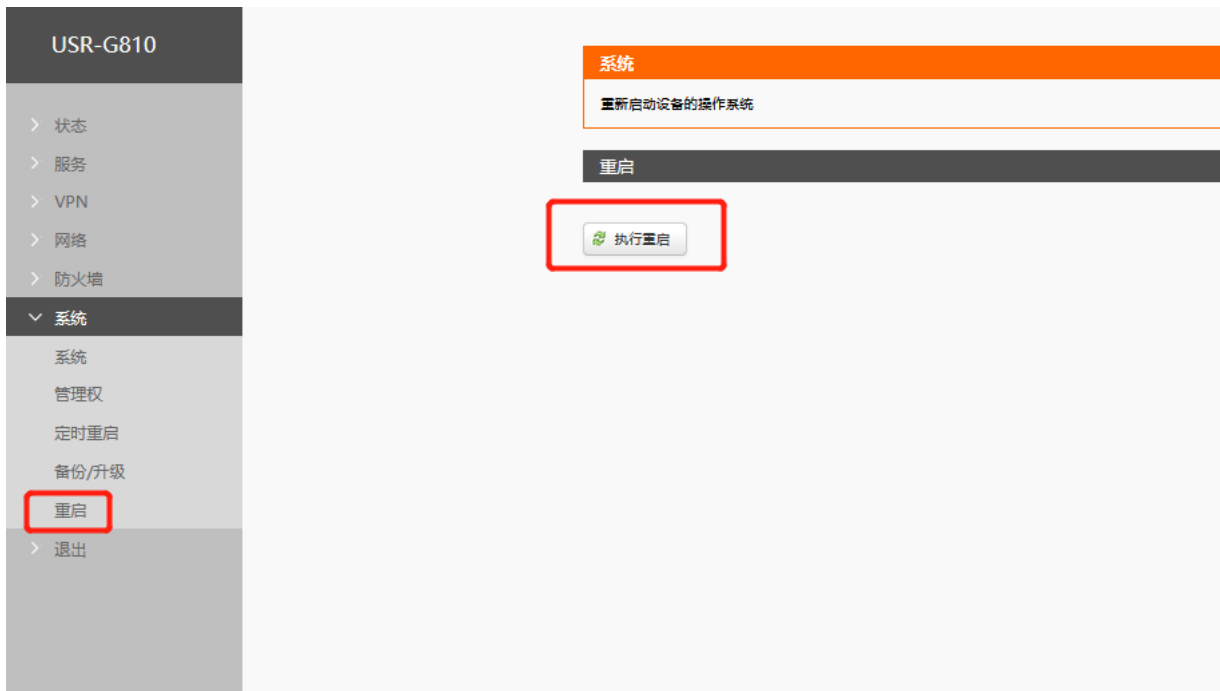 USR-G810
状态
服务
VPN
网络
防火墙
系统
系统
管理权
定时重启
备份/升级
重启
退出
系统
重新启动设备的操作系统
重启
执行重启